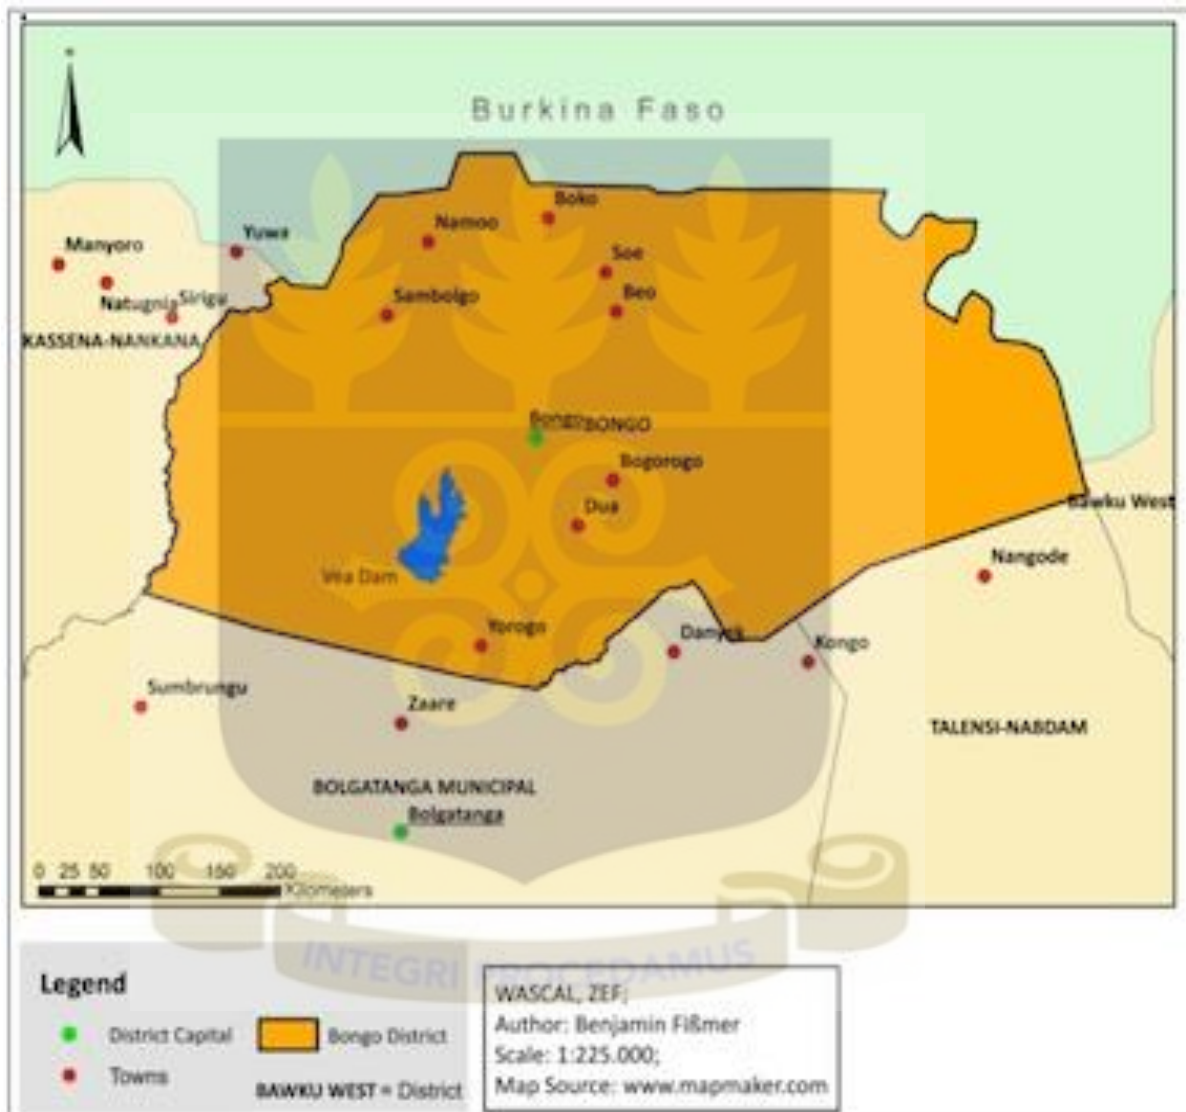 Burkina Faso
Boko
Namoo
Yuwa
Manyoro
Soe
Natugnia
Sirigu
Sambolgo
Beo
KASSENA-NANKANA
Bongo
BONGO
Bogorogo
Dua
Bawku West
Nangode
Vea Dam
Yorogo
Kongo
Sumbrungu
Zaare
TALENSI-NABDAM
BOLGATANGA MUNICIPAL
Bolgatanga
0 25 50 100 150 200
Kilometers
INTEGRI PROCEDAMUS
Legend
District Capital
Bongo District
Towns
BAWKU WEST = District
WASCAL, ZEF;
Author: Benjamin Fißmer
Scale: 1:225.000;
Map Source: www.mapmaker.com